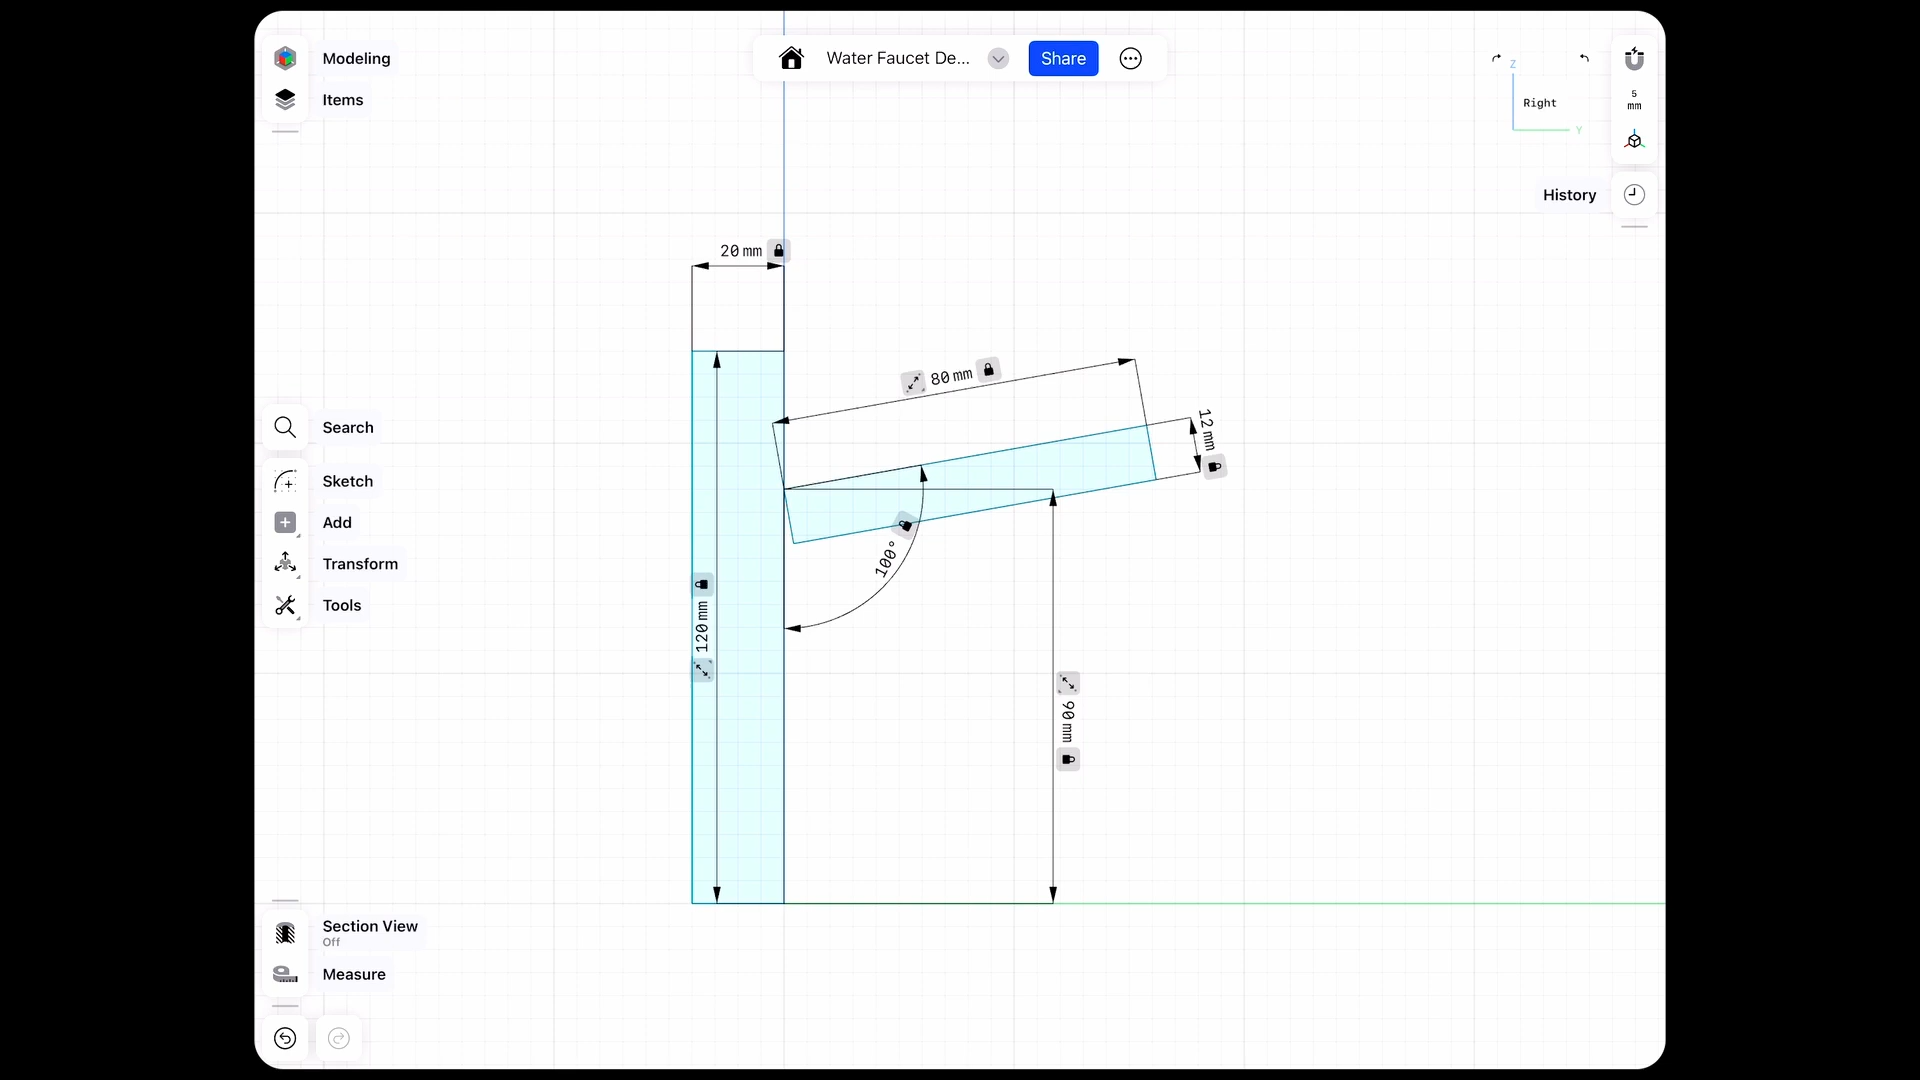 Modeling
Items
Water Faucet De...
Share
Z
Right
Y
5
mm
History
20 mm
80 mm
12 mm
Search
Sketch
Add
Transform
Tools
100°
120 mm
90 mm
Section View
Off
Measure